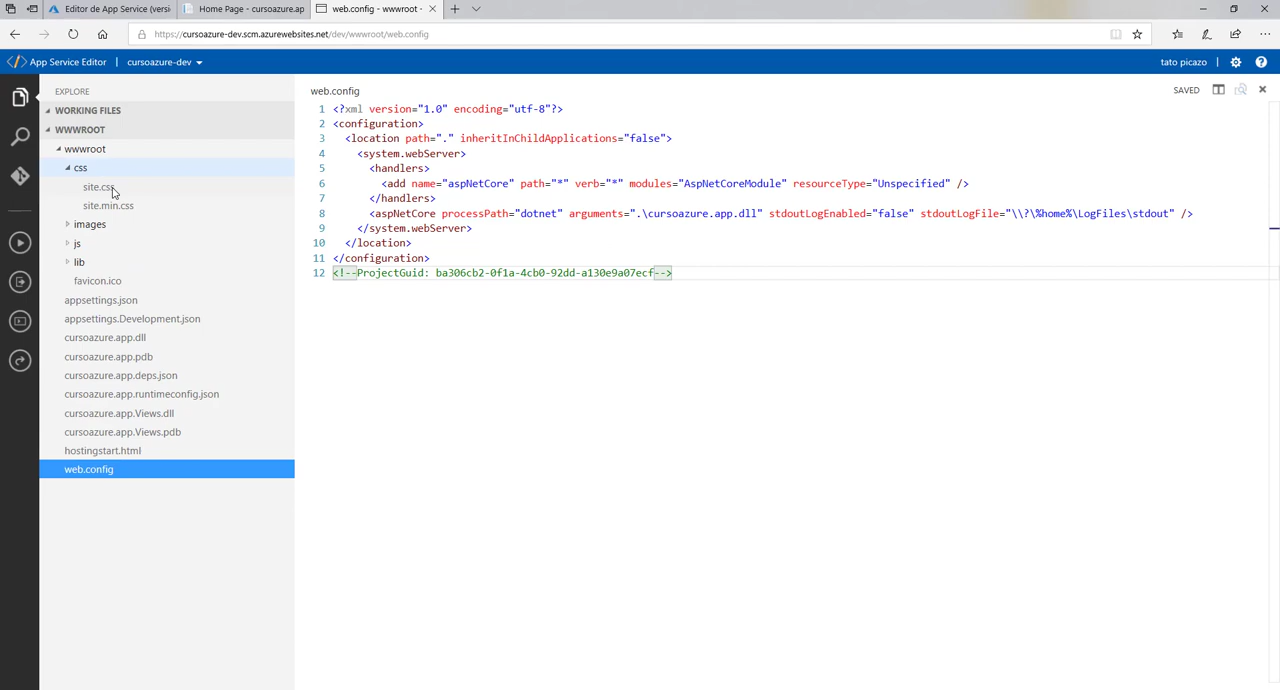 Editor de App Service (versi
Home Page - cursoazure.ap
web.config - wwwroot -
https://cursoazure-dev.scm.azurewebsites.net/dev/wwwroot/web.config
</> App Service Editor
cursoazure-dev
tato picazo
EXPLORE
WORKING FILES
WWWROOT
wwwroot
css
site.css
site.min.css
images
js
lib
favicon.ico
appsettings.json
appsettings.Development.json
cursoazure.app.dll
cursoazure.app.pdb
cursoazure.app.deps.json
cursoazure.app.runtimeconfig.json
cursoazure.app.Views.dll
cursoazure.app.Views.pdb
hostingstart.html
web.config
web.config
SAVED
1 <?xml version="1.0" encoding="utf-8"?>
2 <configuration>
3 <location path="." inheritInChildApplications="false">
4 <system.webServer>
5 <handlers>
6 <add name="aspNetCore" path="*" verb="*" modules="AspNetCoreModule" resourceType="Unspecified" />
7 </handlers>
8 <aspNetCore processPath="dotnet" arguments=".\cursoazure.app.dll" stdoutLogEnabled="false" stdoutLogFile="\\?\%home%\LogFiles\stdout" />
9 </system.webServer>
10 </location>
11 </configuration>
12 <!--ProjectGuid: ba306cb2-0f1a-4cb0-92dd-a130e9a07ecf-->